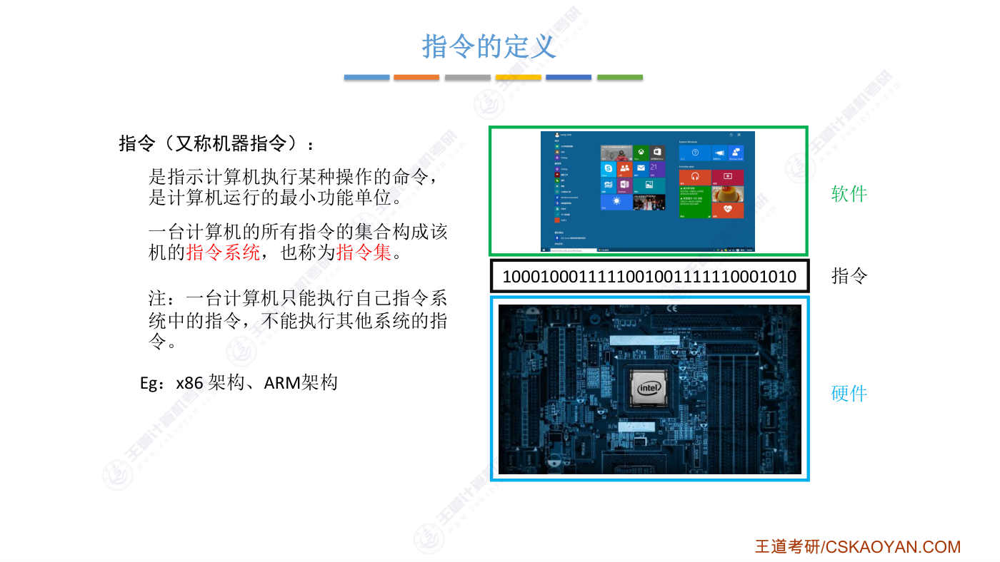 指令的定义
指令（又称机器指令）：
是指示计算机执行某种操作的命令，
是计算机运行的最小功能单位。
一台计算机的所有指令的集合构成该
机的指令系统，也称为指令集。
注：一台计算机只能执行自己指令系
统中的指令，不能执行其他系统的指
令。
Eg：x86 架构、ARM架构
软件
1000100011111001001111110001010
指令
intel
硬件
王道考研/CSKAOYAN.COM